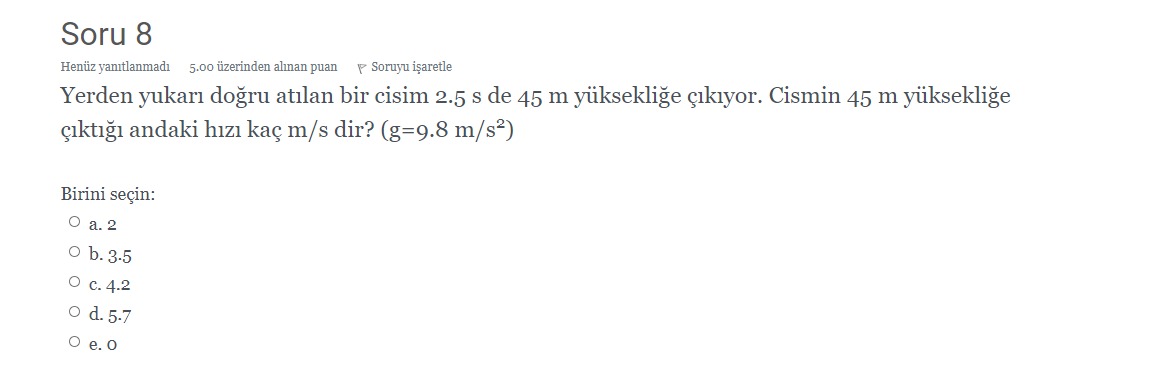 Soru 8
Henüz yanıtlanmadı 5.00 üzerinden alınan puan Soruyu işaretle
Yerden yukarı doğru atılan bir cisim 2.5 s de 45 m yüksekliğe çıkıyor. Cismin 45 m yüksekliğe
çıktığı andaki hızı kaç m/s dir? (g=9.8 m/s²)
Birini seçin:
a. 2
b. 3.5
c. 4.2
d. 5.7
e. 0